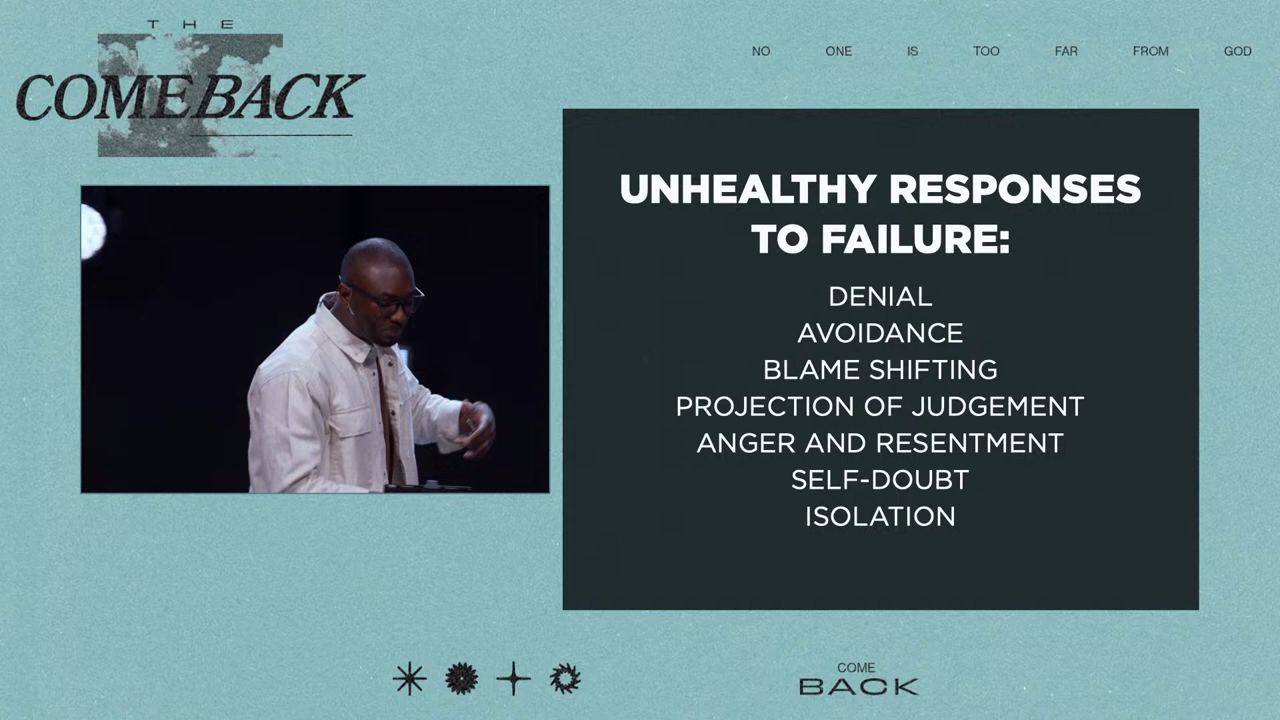 THE
COMEBACK
NO ONE IS TOO FAR FROM GOD
UNHEALTHY RESPONSES
TO FAILURE:
DENIAL
AVOIDANCE
BLAME SHIFTING
PROJECTION OF JUDGEMENT
ANGER AND RESENTMENT
SELF-DOUBT
ISOLATION
COME
BACK